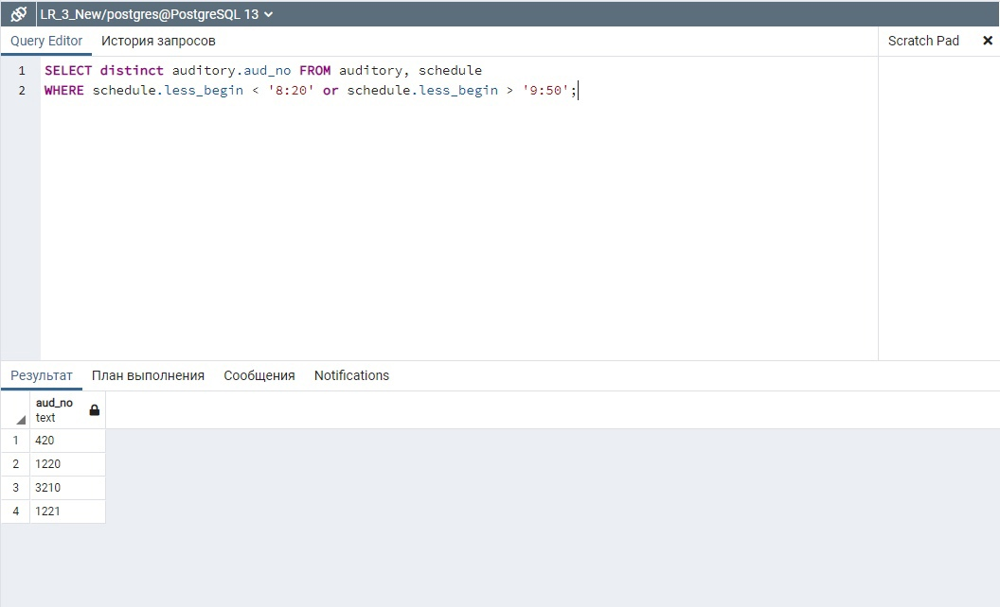 LR_3_New/postgres@PostgreSQL 13
Query Editor История запросов
Scratch Pad ×
1 SELECT distinct auditory.aud_no FROM auditory, schedule
2 WHERE schedule.less_begin < '8:20' or schedule.less_begin > '9:50';
Результат План выполнения Сообщения Notifications
aud_no
text
1 420
2 1220
3 3210
4 1221